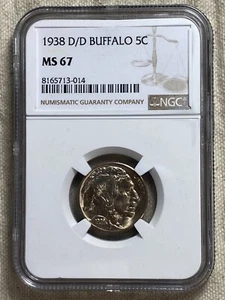 1938 D/D BUFFALO 5C
MS 67
8165713-014
NUMISMATIC GUARANTY COMPANY
NGC